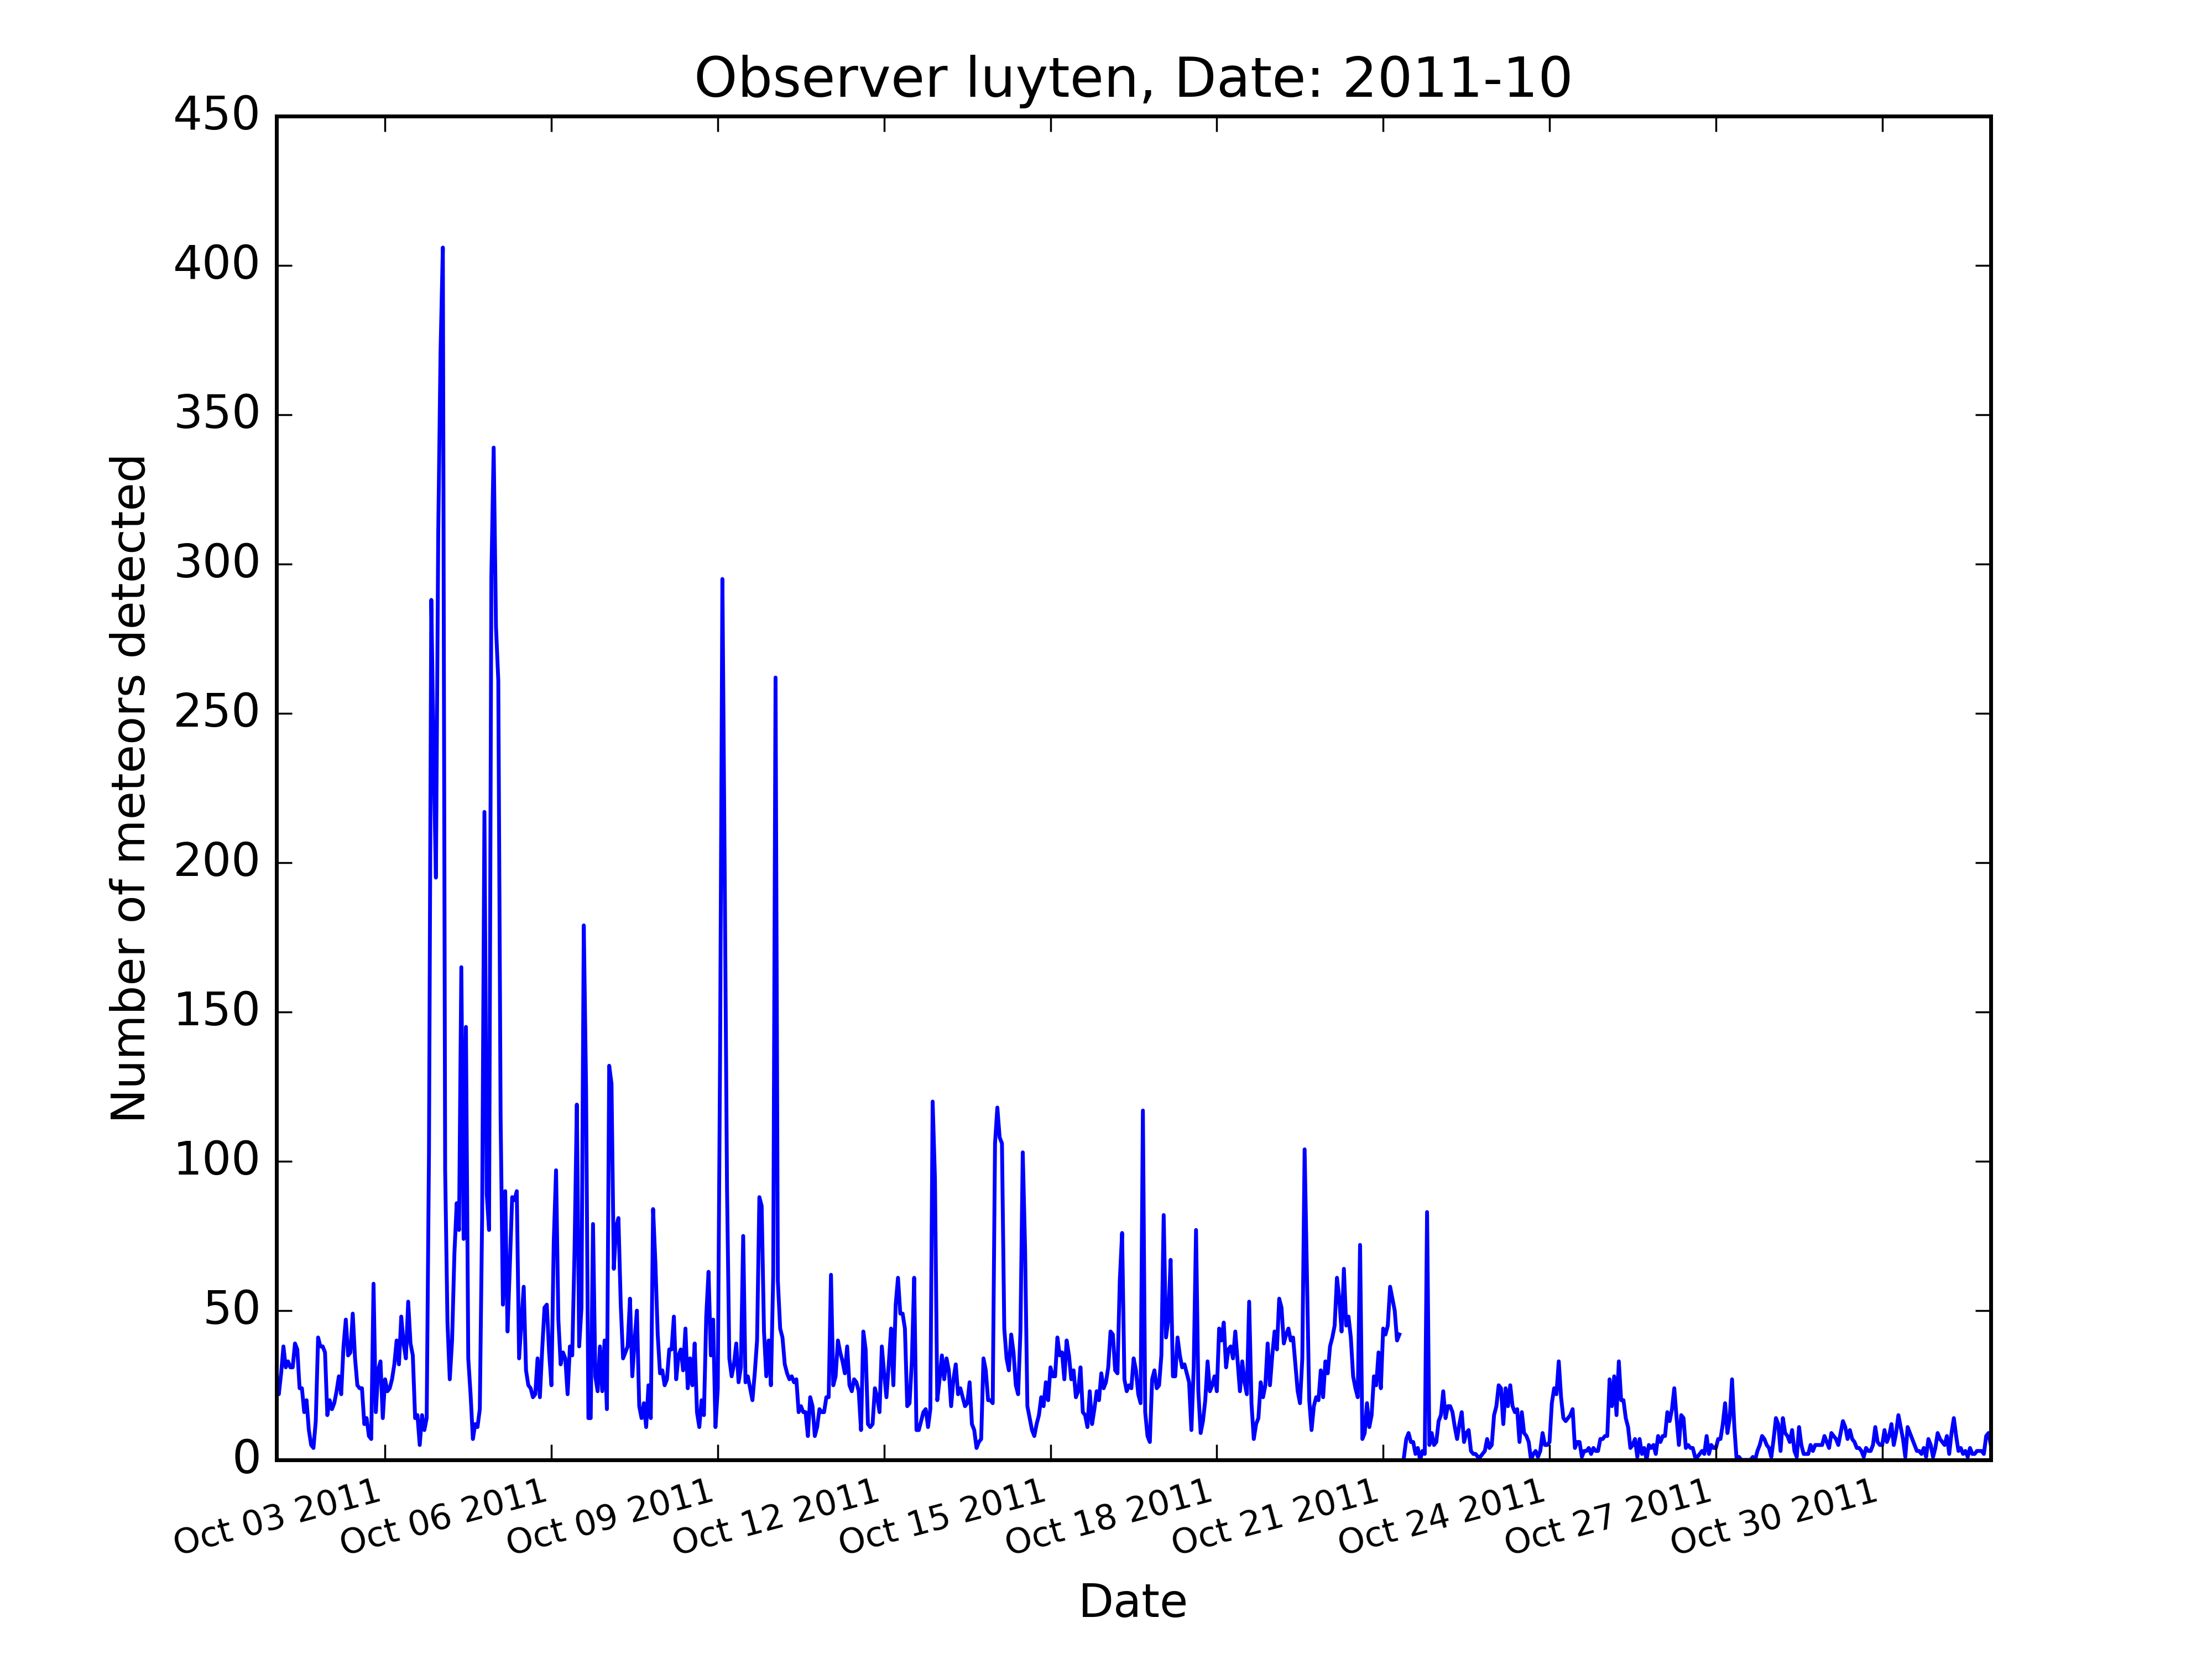 Observer luyten, Date: 2011-10
450
400
350
300
250
200
150
100
50
0
Number of meteors detected
Oct 03 2011
Oct 06 2011
Oct 09 2011
Oct 12 2011
Oct 15 2011
Oct 18 2011
Oct 21 2011
Oct 24 2011
Oct 27 2011
Oct 30 2011
Date